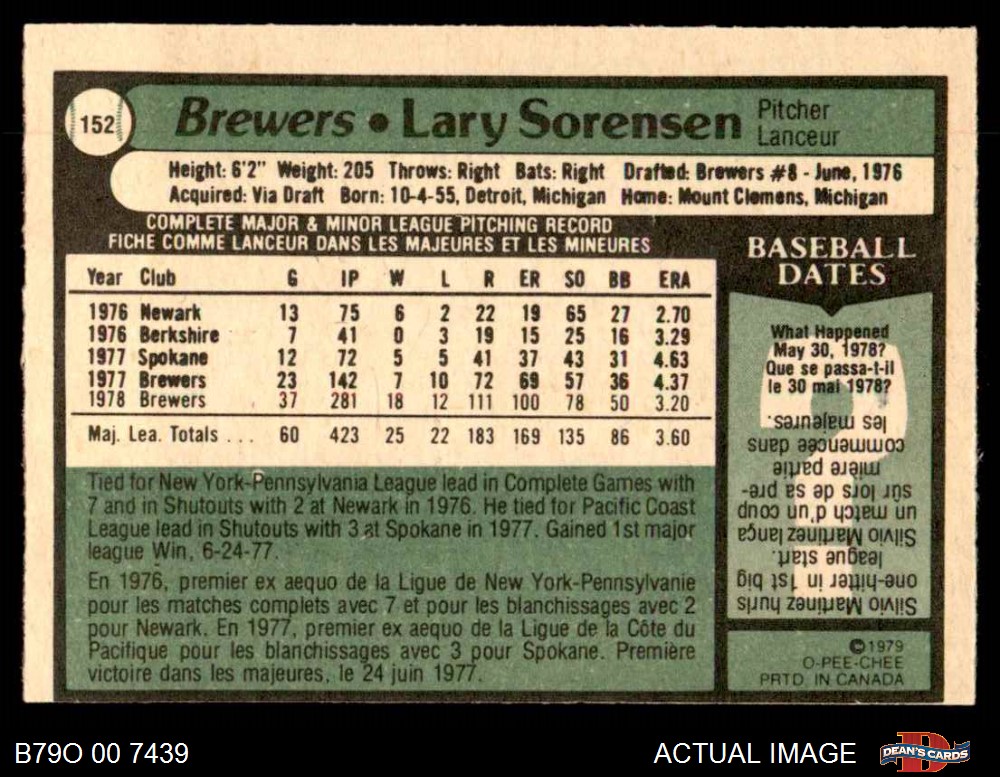 152
Brewers • Lary Sorensen
Pitcher
Lanceur
Height: 6'2" Weight: 205 Throws: Right Bats: Right Drafted: Brewers #8 - June, 1976
Acquired: Via Draft Born: 10-4-55, Detroit, Michigan Home: Mount Clemens, Michigan
COMPLETE MAJOR & MINOR LEAGUE PITCHING RECORD
FICHE COMME LANCEUR DANS LES MAJEURES ET LES MINEURES
Year Club G IP W L R ER SO BB ERA
1976 Newark 13 75 6 2 22 19 65 27 2.70
1976 Berkshire 7 41 0 3 19 15 25 16 3.29
1977 Spokane 12 72 5 5 41 37 43 31 4.63
1977 Brewers 23 142 7 10 72 69 57 36 4.37
1978 Brewers 37 281 18 12 111 100 78 50 3.20
Maj. Lea. Totals ... 60 423 25 22 183 169 135 86 3.60
Tied for New York-Pennsylvania League lead in Complete Games with
7 and in Shutouts with 2 at Newark in 1976. He tied for Pacific Coast
League lead in Shutouts with 3 at Spokane in 1977. Gained 1st major
league Win, 6-24-77.
En 1976, premier ex aequo de la Ligue de New York-Pennsylvanie
pour les matches complets avec 7 et pour les blanchissages avec 2
pour Newark. En 1977, premier ex aequo de la Ligue de la Côte du
Pacifique pour les blanchissages avec 3 pour Spokane. Première
victoire dans les majeures, le 24 juin 1977.
BASEBALL
DATES
What Happened
May 30, 1978?
Que se passa-t-il
le 30 mai 1978?
Silvio Martinez hurls
one-hitter in 1st big
league start.
Silvio Martinez lança
un match d'un coup
sûr lors de sa pre-
mière partie
commencée dans
les majeures.
©1979
O-PEE-CHEE
PRTD. IN CANADA
B79O 00 7439
ACTUAL IMAGE
DEAN'S CARDS